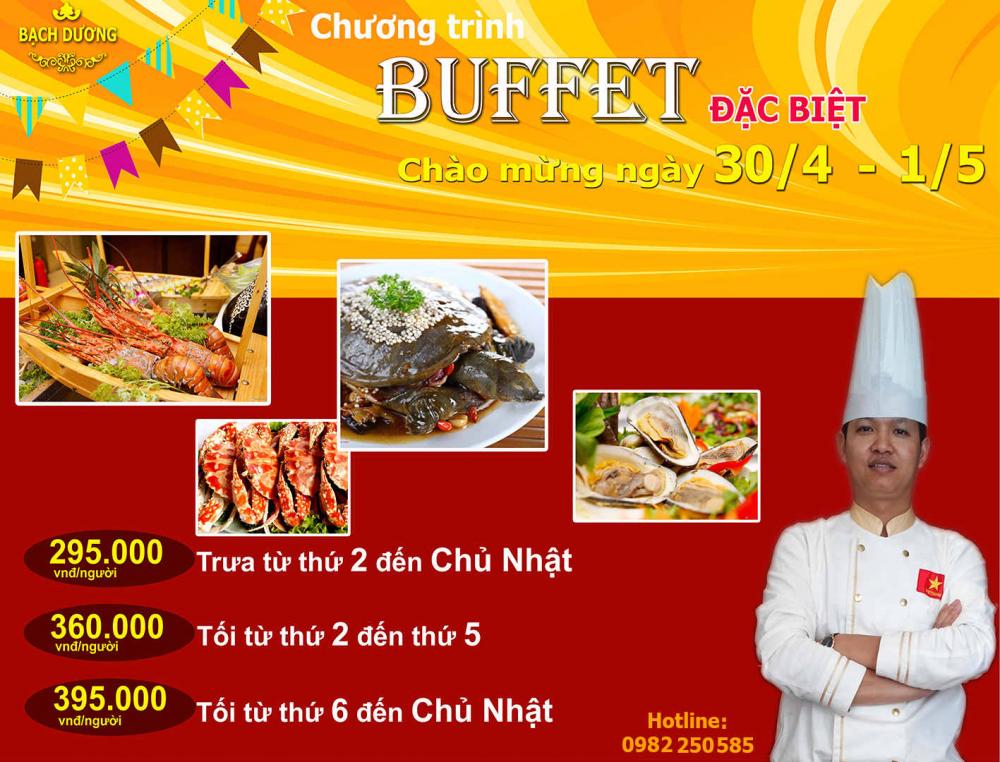 BẠCH DƯƠNG
Chương trình
BUFFET ĐẶC BIỆT
Chào mừng ngày 30/4 - 1/5
295.000
vnđ/người
Trưa từ thứ 2 đến Chủ Nhật
360.000
vnđ/người
Tối từ thứ 2 đến thứ 5
395.000
vnđ/người
Tối từ thứ 6 đến Chủ Nhật
Hotline:
0982 250 585